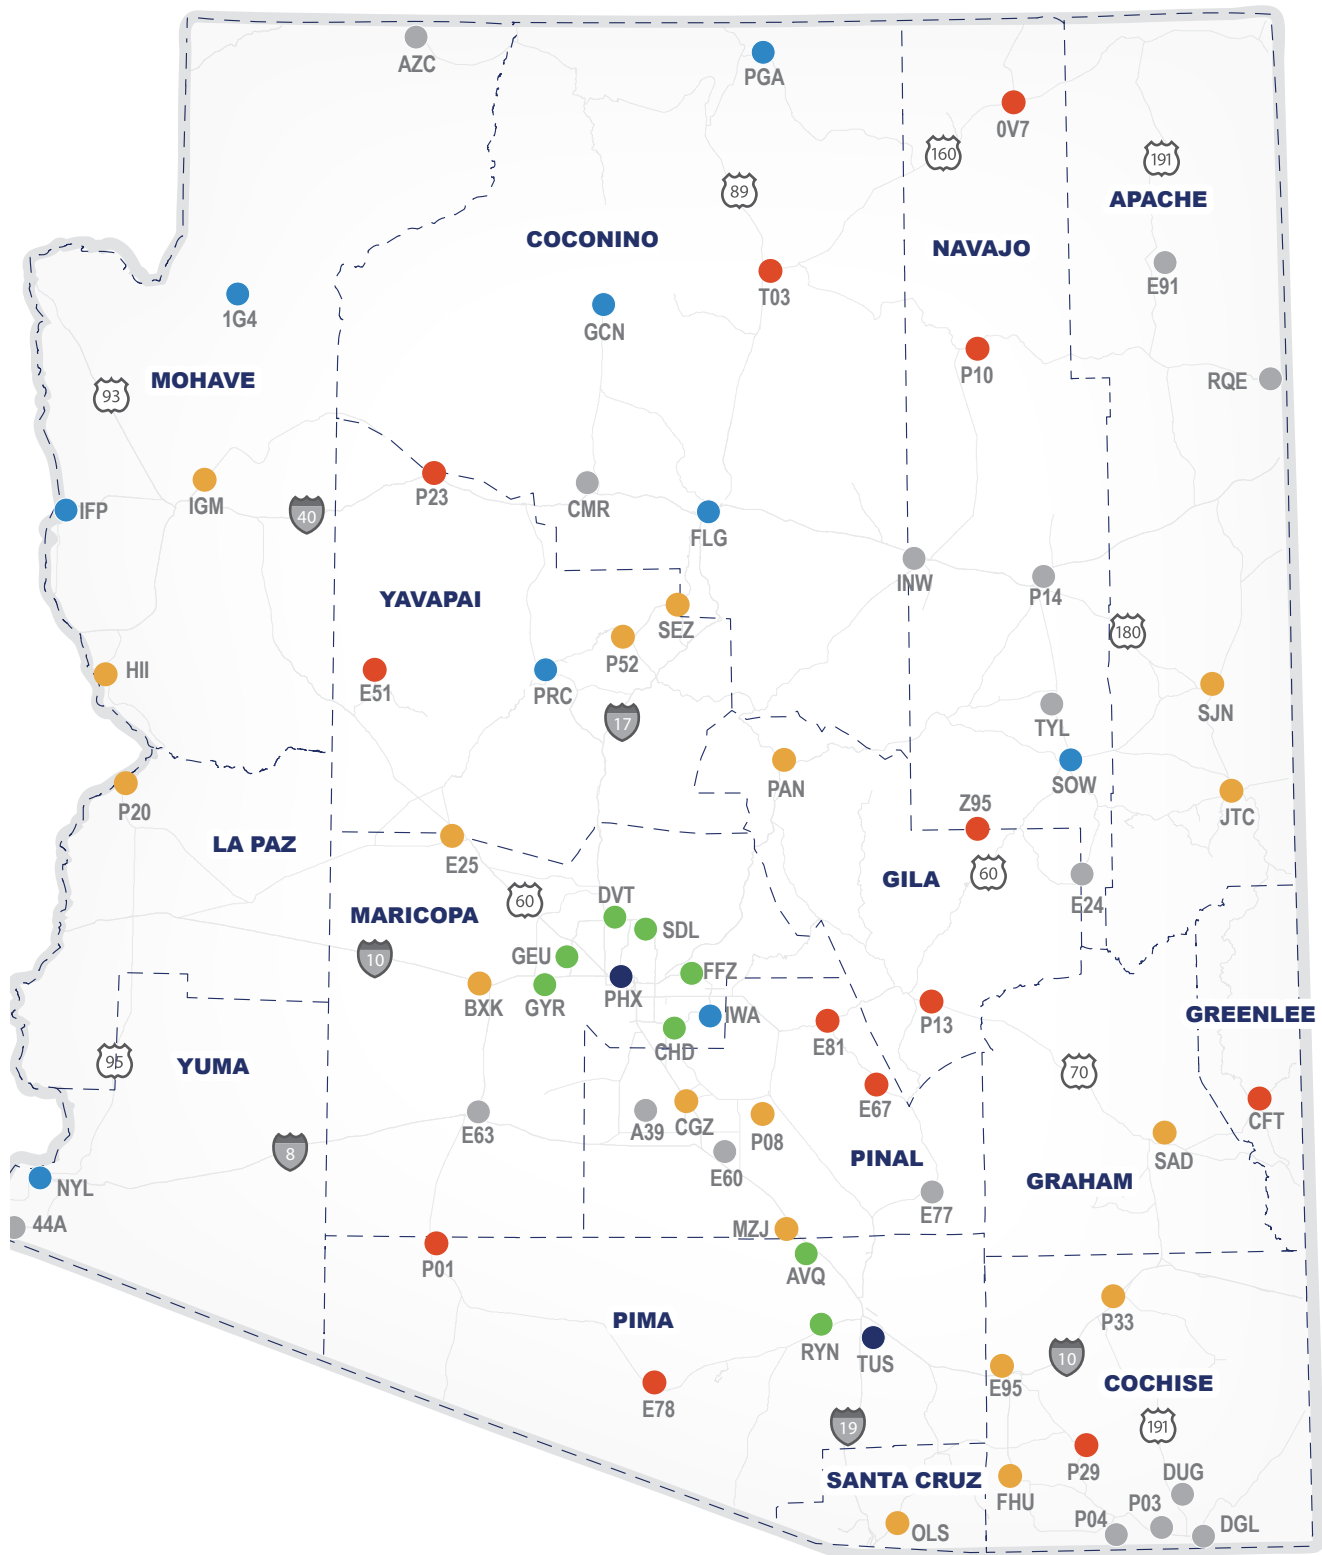 AZC
PGA
0V7
160
191
89
APACHE
COCONINO
NAVAJO
E91
T03
1G4
GCN
P10
MOHAVE
RQE
93
IGM
P23
CMR
IFP
40
FLG
INW
P14
YAVAPAI
SEZ
180
P52
HII
E51
PRC
SJN
17
TYL
PAN
SOW
P20
Z95
JTC
LA PAZ
E25
GILA
60
DVT
60
E24
MARICOPA
SDL
GEU
10
FFZ
BXK
GYR
PHX
IWA
P13
GREENLEE
CHD
E81
95
YUMA
70
E67
CFT
E63
A39
CGZ
P08
8
PINAL
SAD
E60
GRAHAM
NYL
E77
44A
MZJ
P01
AVQ
PIMA
P33
RYN
TUS
10
E95
COCHISE
E78
19
191
P29
DUG
SANTA CRUZ
FHU
P03
P04
DGL
OLS